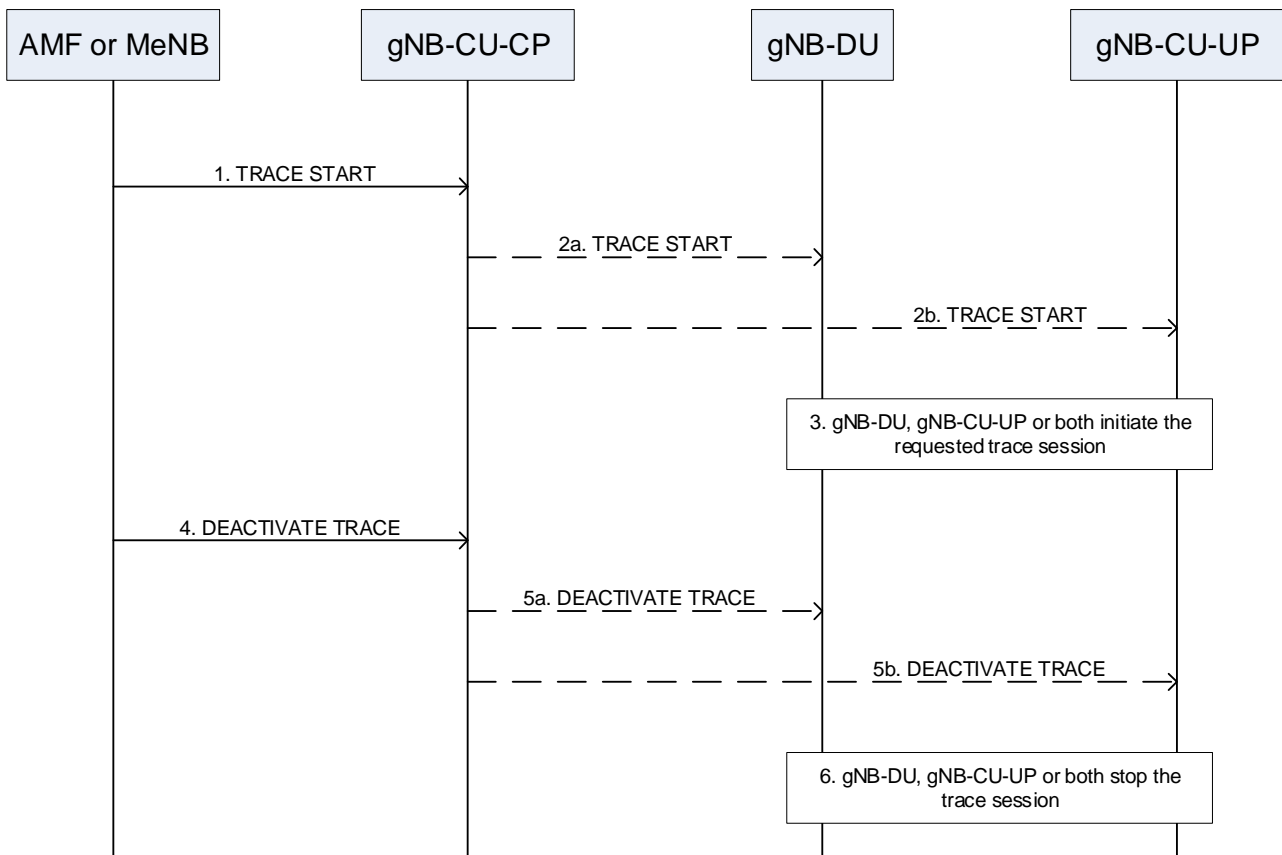 AMF or MeNB
gNB-CU-CP
gNB-DU
gNB-CU-UP
1. TRACE START
2a. TRACE START
2b. TRACE START
3. gNB-DU, gNB-CU-UP or both initiate the
requested trace session
4. DEACTIVATE TRACE
5a. DEACTIVATE TRACE
5b. DEACTIVATE TRACE
6. gNB-DU, gNB-CU-UP or both stop the
trace session